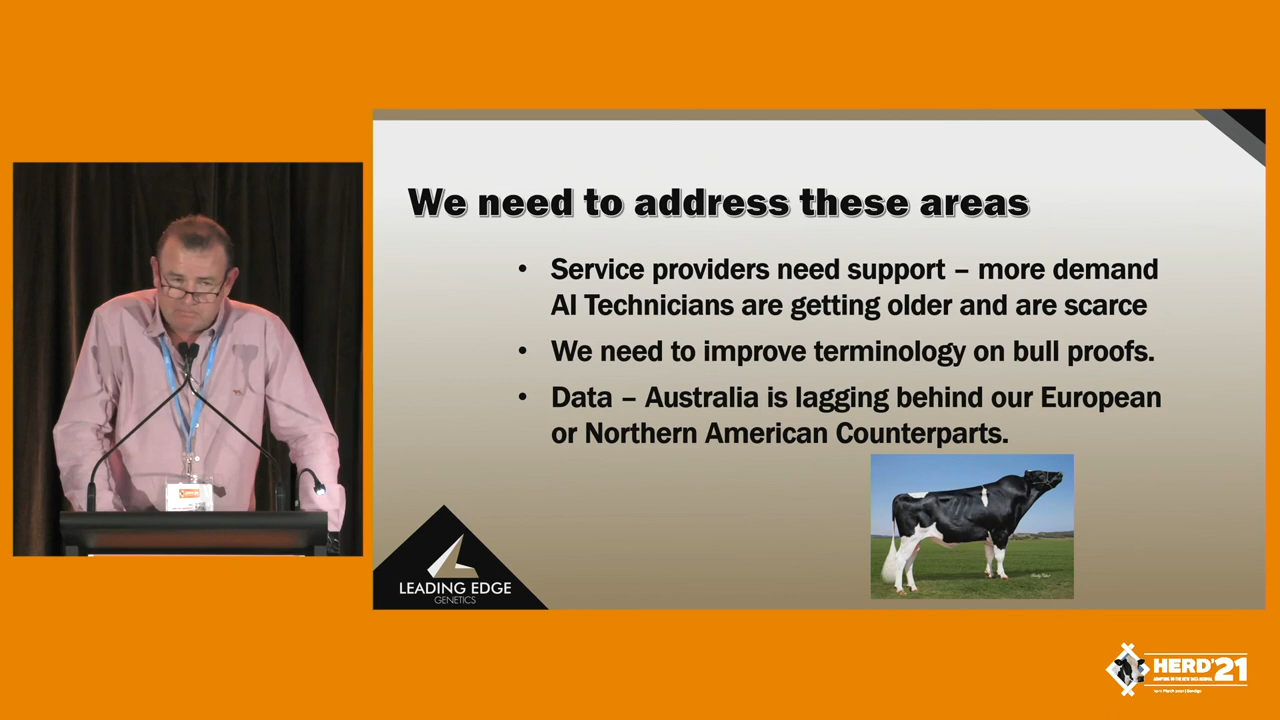 We need to address these areas
• Service providers need support – more demand
AI Technicians are getting older and are scarce
• We need to improve terminology on bull proofs.
• Data – Australia is lagging behind our European
or Northern American Counterparts.
LEADING EDGE
GENETICS
HERD'21